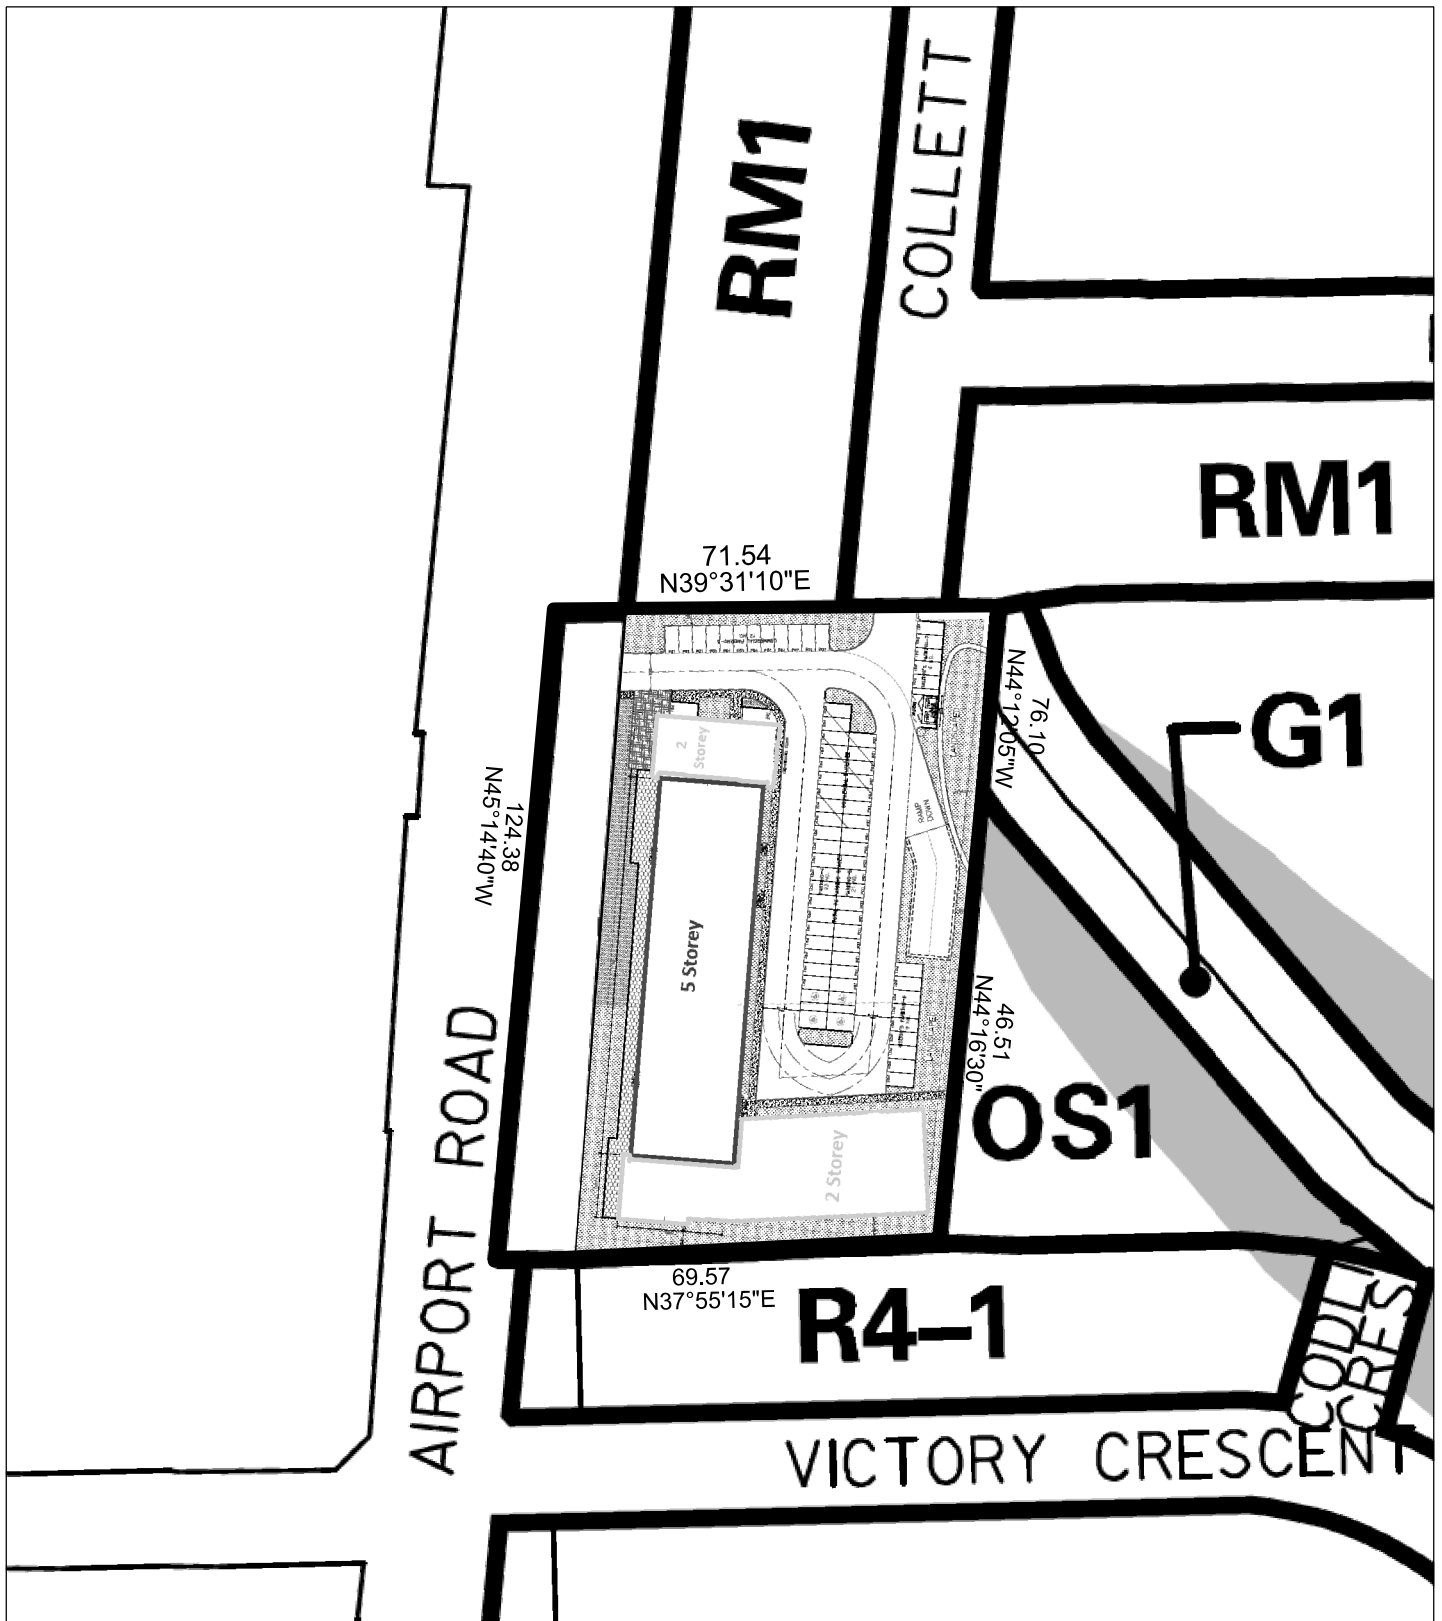 COLLETT
RM1
RM1
71.54
N39°31'10"E
76.10
N44°12'05"W
G1
2
Storey
124.38
N45°14'40"W
RAMP
DOWN
5 Storey
46.51
N44°16'30"
AIRPORT ROAD
OS1
2 Storey
69.57
N37°55'15"E
R4–1
CRES
VICTORY CRESCENT